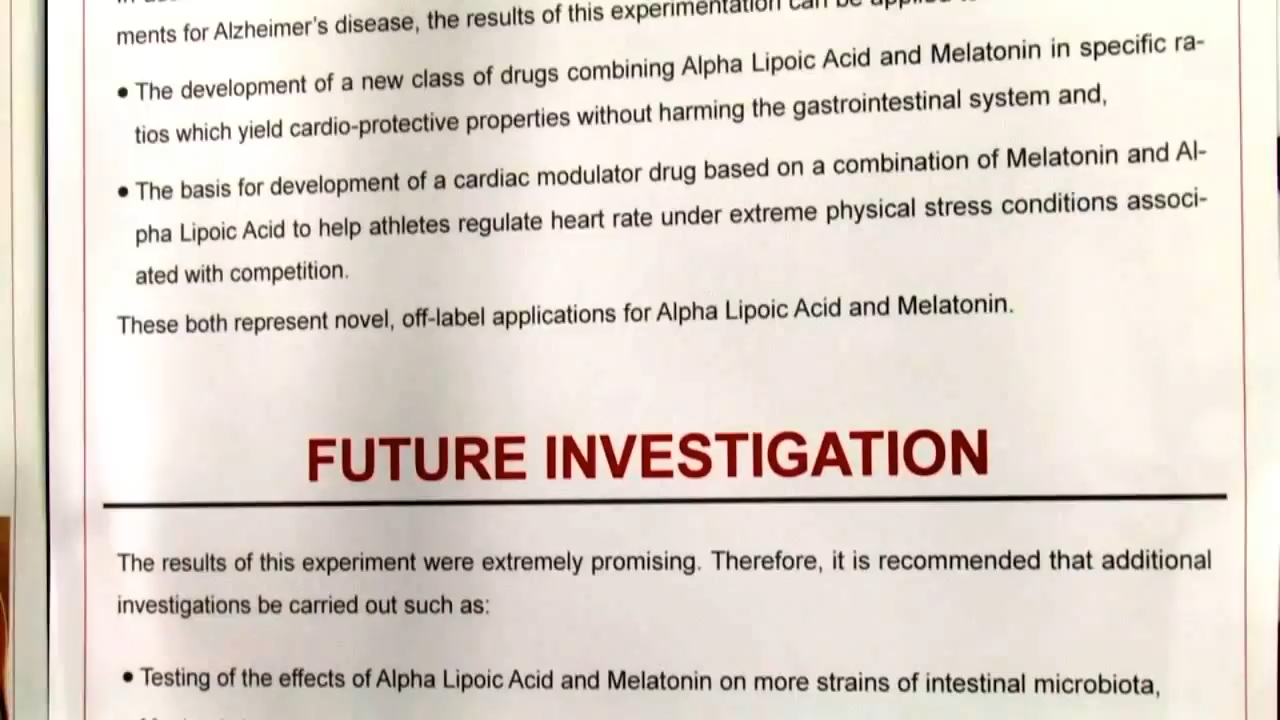 ments for Alzheimer's disease, the results of this experimentation can be applied
• The development of a new class of drugs combining Alpha Lipoic Acid and Melatonin in specific ra-
tios which yield cardio-protective properties without harming the gastrointestinal system and,
• The basis for development of a cardiac modulator drug based on a combination of Melatonin and Al-
pha Lipoic Acid to help athletes regulate heart rate under extreme physical stress conditions associ-
ated with competition.
These both represent novel, off-label applications for Alpha Lipoic Acid and Melatonin.
FUTURE INVESTIGATION
The results of this experiment were extremely promising. Therefore, it is recommended that additional
investigations be carried out such as:
• Testing of the effects of Alpha Lipoic Acid and Melatonin on more strains of intestinal microbiota,